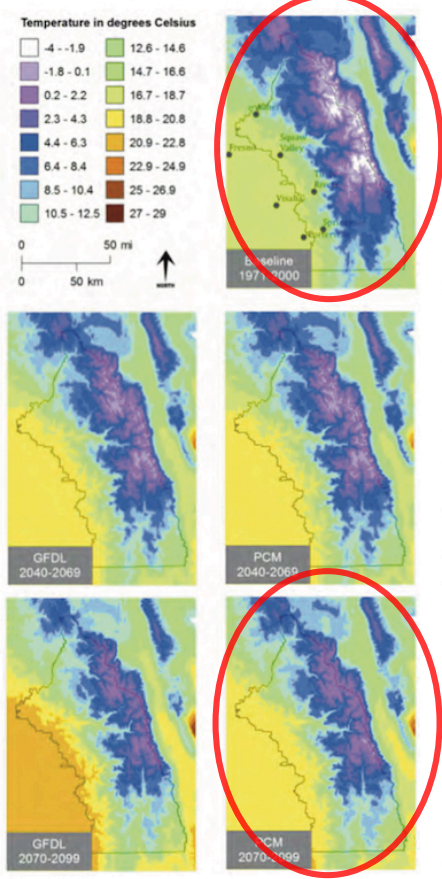 Temperature in degrees Celsius
-4 - -1.9
-1.8 - 0.1
0.2 - 2.2
2.3 - 4.3
4.4 - 6.3
6.4 - 8.4
8.5 - 10.4
10.5 - 12.5
12.6 - 14.6
14.7 - 16.6
16.7 - 18.7
18.8 - 20.8
20.9 - 22.8
22.9 - 24.9
25 - 26.9
27 - 29
0 50 mi
0 50 km
NORTH
Squaw
Valley
Fresno
Visalia
Baseline
1971-2000
GFDL
2040-2069
PCM
2040-2069
GFDL
2070-2099
PCM
2070-2099